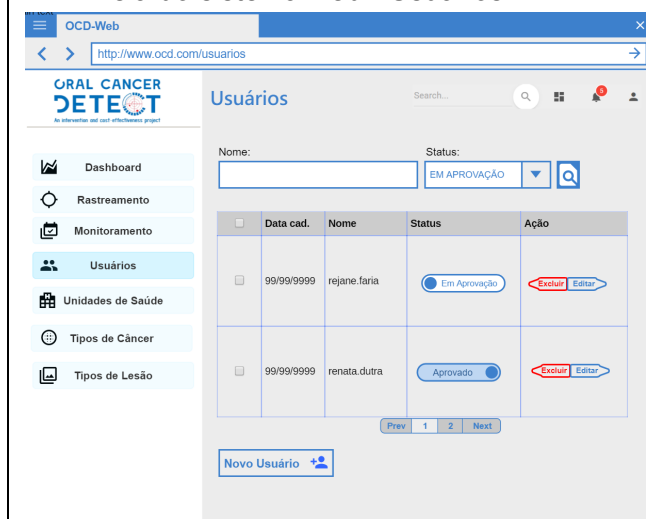 OCD-Web
http://www.ocd.com/usuarios
ORAL CANCER
DETECT
An intervention and cost-effectiveness project
Usuários
Search...
5
Dashboard
Rastreamento
Monitoramento
Usuários
Unidades de Saúde
Tipos de Câncer
Tipos de Lesão
Nome:
Status:
EM APROVAÇÃO
Data cad. Nome Status Ação
99/99/9999 rejane.faria Em Aprovação Excluir Editar
99/99/9999 renata.dutra Aprovado Excluir Editar
Prev 1 2 Next
Novo Usuário